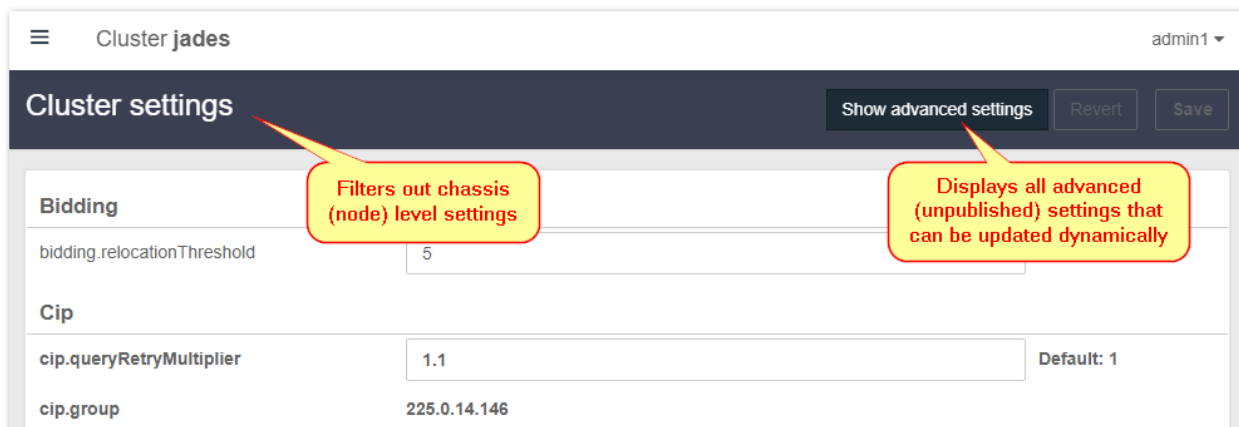 ≡ Cluster jades admin1
Cluster settings Show advanced settings Revert Save
Filters out chassis
(node) level settings
Displays all advanced
(unpublished) settings that
can be updated dynamically
Bidding
bidding.relocationThreshold 5
Cip
cip.queryRetryMultiplier 1.1 Default: 1
cip.group 225.0.14.146